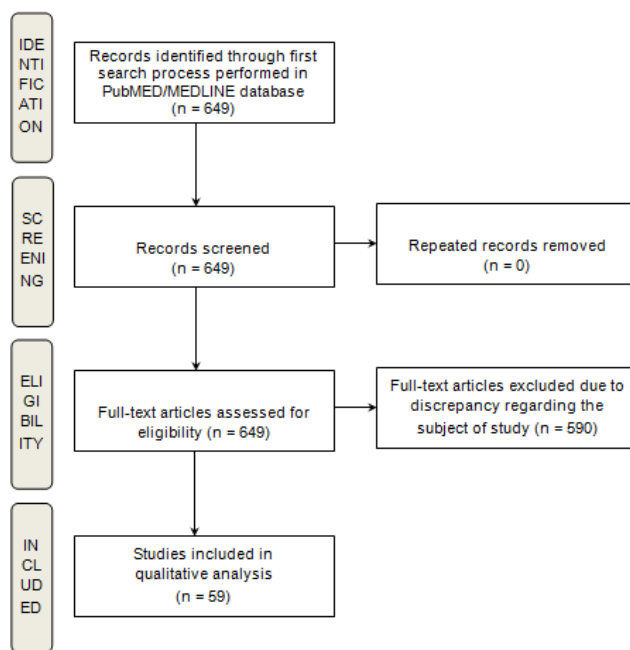 IDE
NTI
FIC
ATI
ON
Records identified through first
search process performed in
PubMED/MEDLINE database
(n = 649)
SC
RE
ENI
NG
Records screened
(n = 649)
Repeated records removed
(n = 0)
ELI
GI
BIL
ITY
Full-text articles assessed for
eligibility (n = 649)
Full-text articles excluded due to
discrepancy regarding the
subject of study (n = 590)
IN
CL
UD
ED
Studies included in
qualitative analysis
(n = 59)